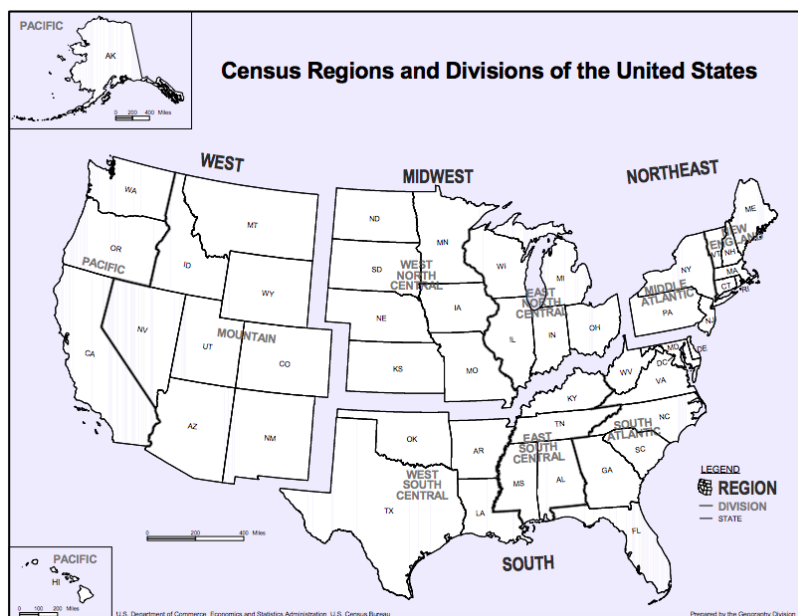 PACIFIC
AK
0 200 400 Miles
Census Regions and Divisions of the United States
WEST
MIDWEST
NORTHEAST
WA
MT
ND
MN
ME
OR
ID
SD
WI
MI
NY
VT
NH
NEW
ENGLAND
PACIFIC
WEST
NORTH
CENTRAL
MA
CT
RI
WY
IA
EAST
NORTH
CENTRAL
MIDDLE
ATLANTIC
PA
NJ
NV
NE
UT
MOUNTAIN
IL
IN
OH
CA
CO
KS
MO
WV
MD
DE
DC
VA
KY
AZ
NM
OK
AR
TN
NC
SOUTH
ATLANTIC
SC
EAST
SOUTH
CENTRAL
MS
AL
GA
WEST
SOUTH
CENTRAL
TX
LA
FL
LEGEND
REGION
DIVISION
STATE
0 200 400 Miles
SOUTH
PACIFIC
HI
0 100 200 Miles
U.S. Department of Commerce Economics and Statistics Administration U.S. Census Bureau
Prepared by the Geography Division